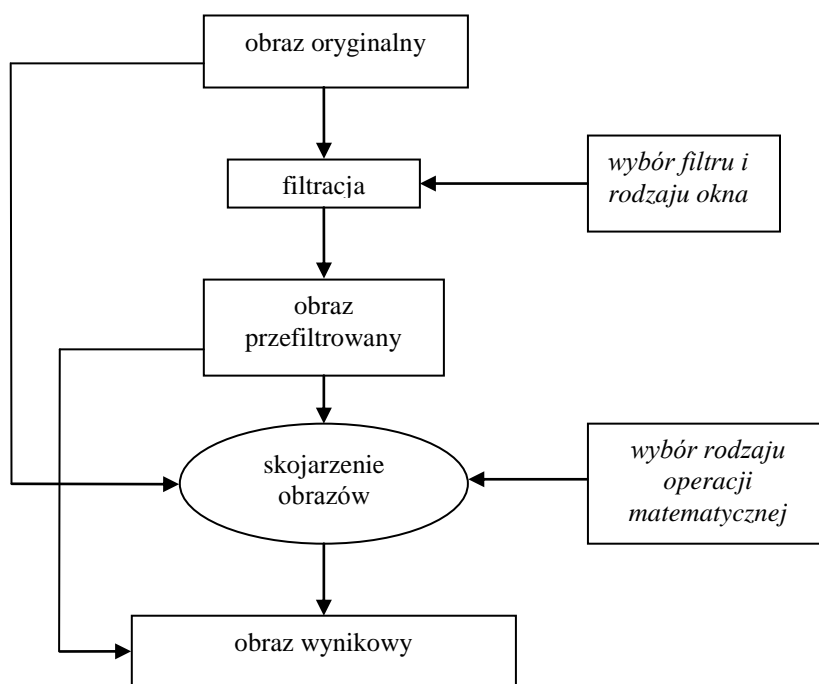 obraz oryginalny
filtracja
wybór filtru i
rodzaju okna
obraz
przefiltrowany
skojarzenie
obrazów
wybór rodzaju
operacji
matematycznej
obraz wynikowy